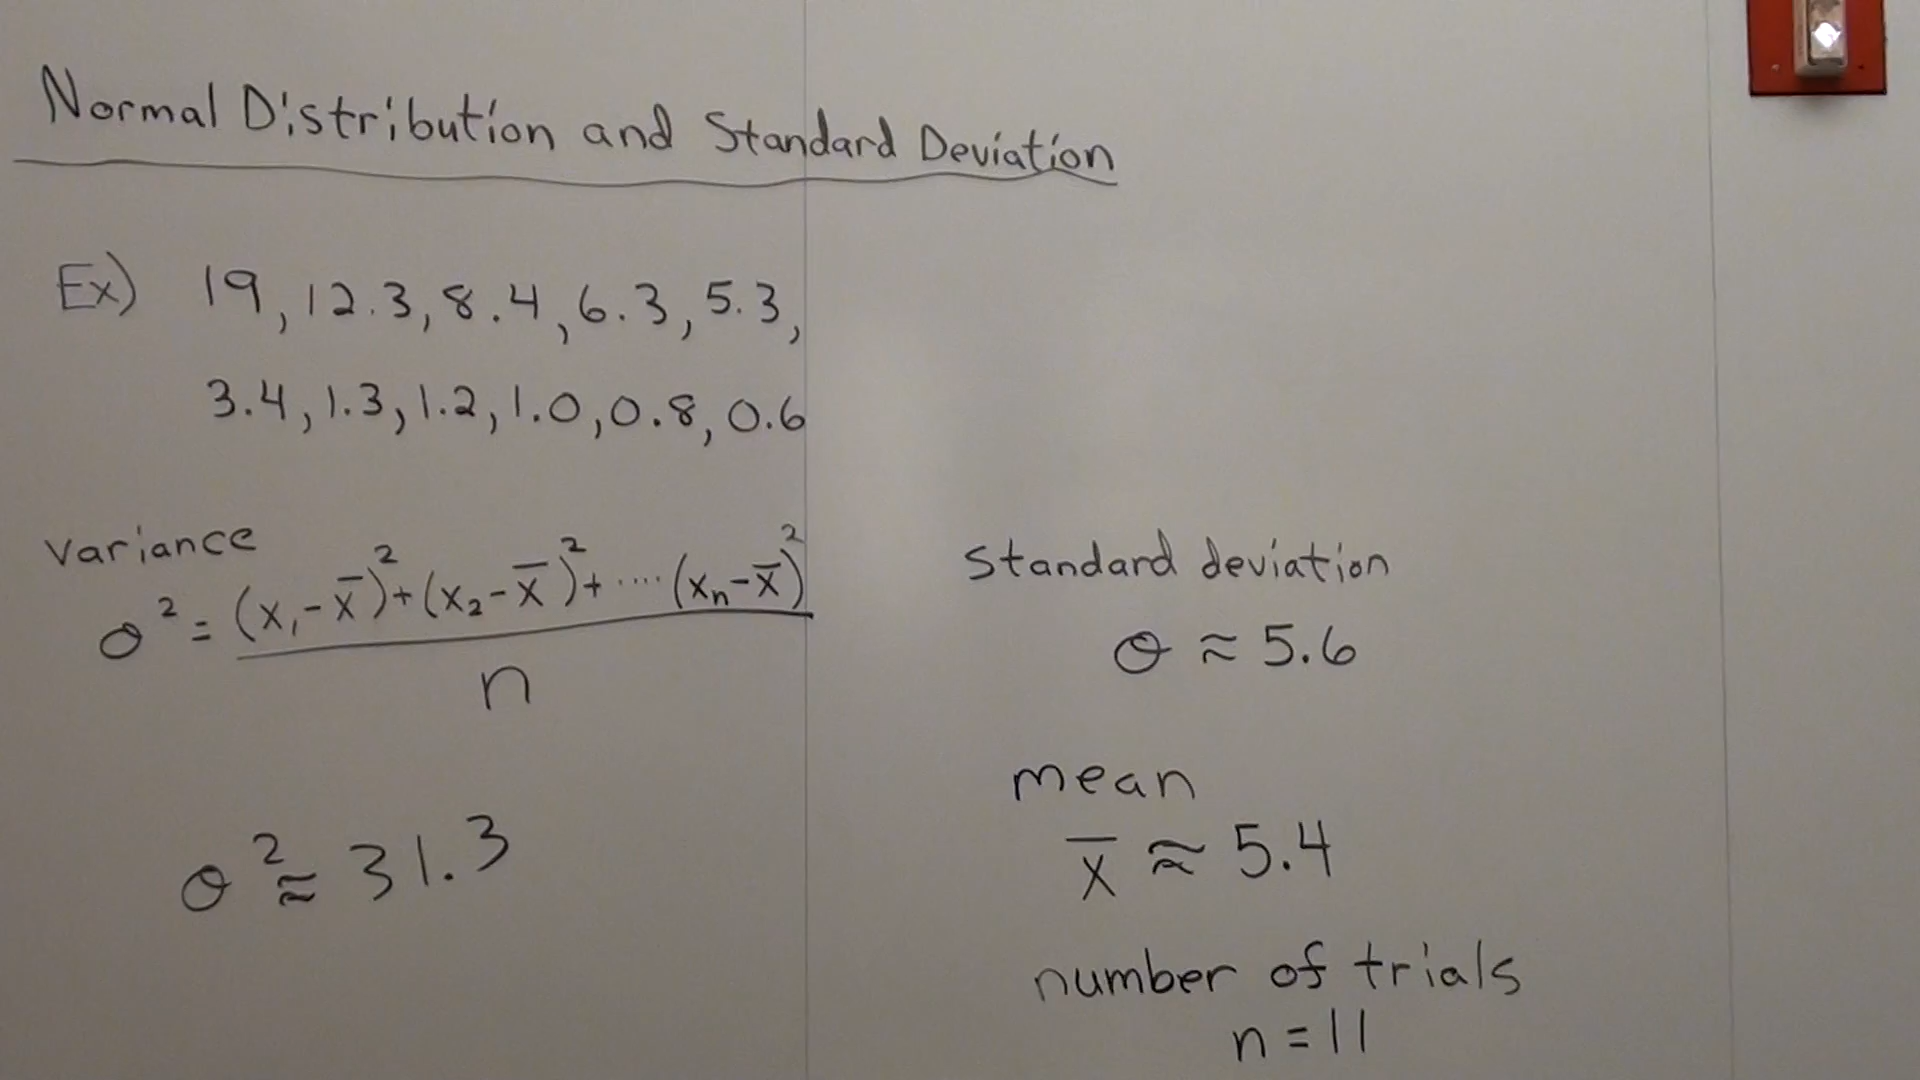 Normal Distribution and Standard Deviation
Ex) 19, 12.3, 8.4, 6.3, 5.3,
3.4, 1.3, 1.2, 1.0, 0.8, 0.6
variance
σ² = (x₁-x̄)²+(x₂-x̄)²+ ····(xₙ-x̄)²
n
σ² ≈ 31.3
standard deviation
σ ≈ 5.6
mean
x̄ ≈ 5.4
number of trials
n = 11